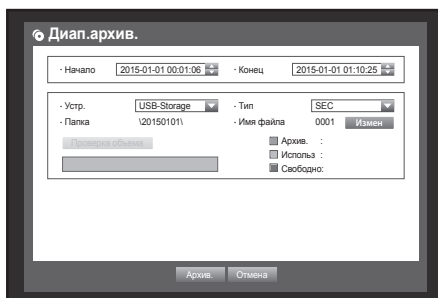 Диап.архив.
· Начало 2015-01-01 00:01:06 · Конец 2015-01-01 01:10:25
· Устр. USB-Storage · Тип SEC
· Папка \20150101\ · Имя файла 0001 Измен
Проверка объема Архив. :
Использ :
Свободно:
Архив. Отмена